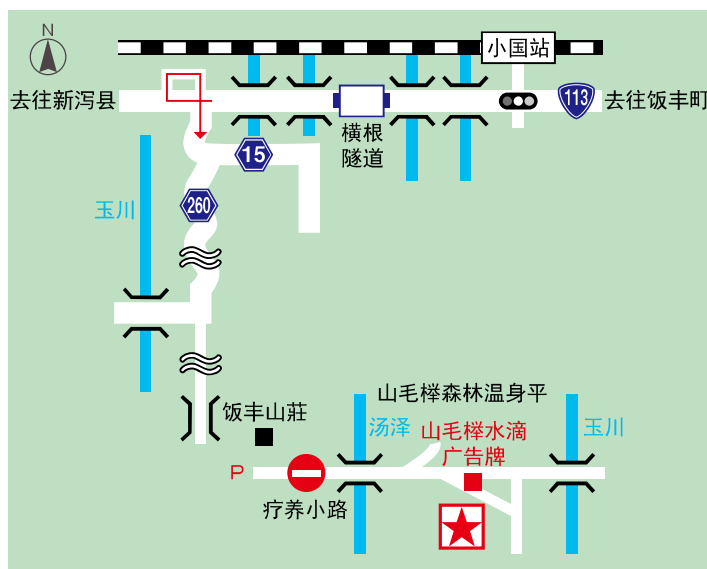 N
小国站
去往新泻县
113
去往饭丰町
横根
隧道
15
玉川
260
山毛榉森林温身平
饭丰山莊
汤泽
山毛榉水滴
广告牌
玉川
P
疗养小路